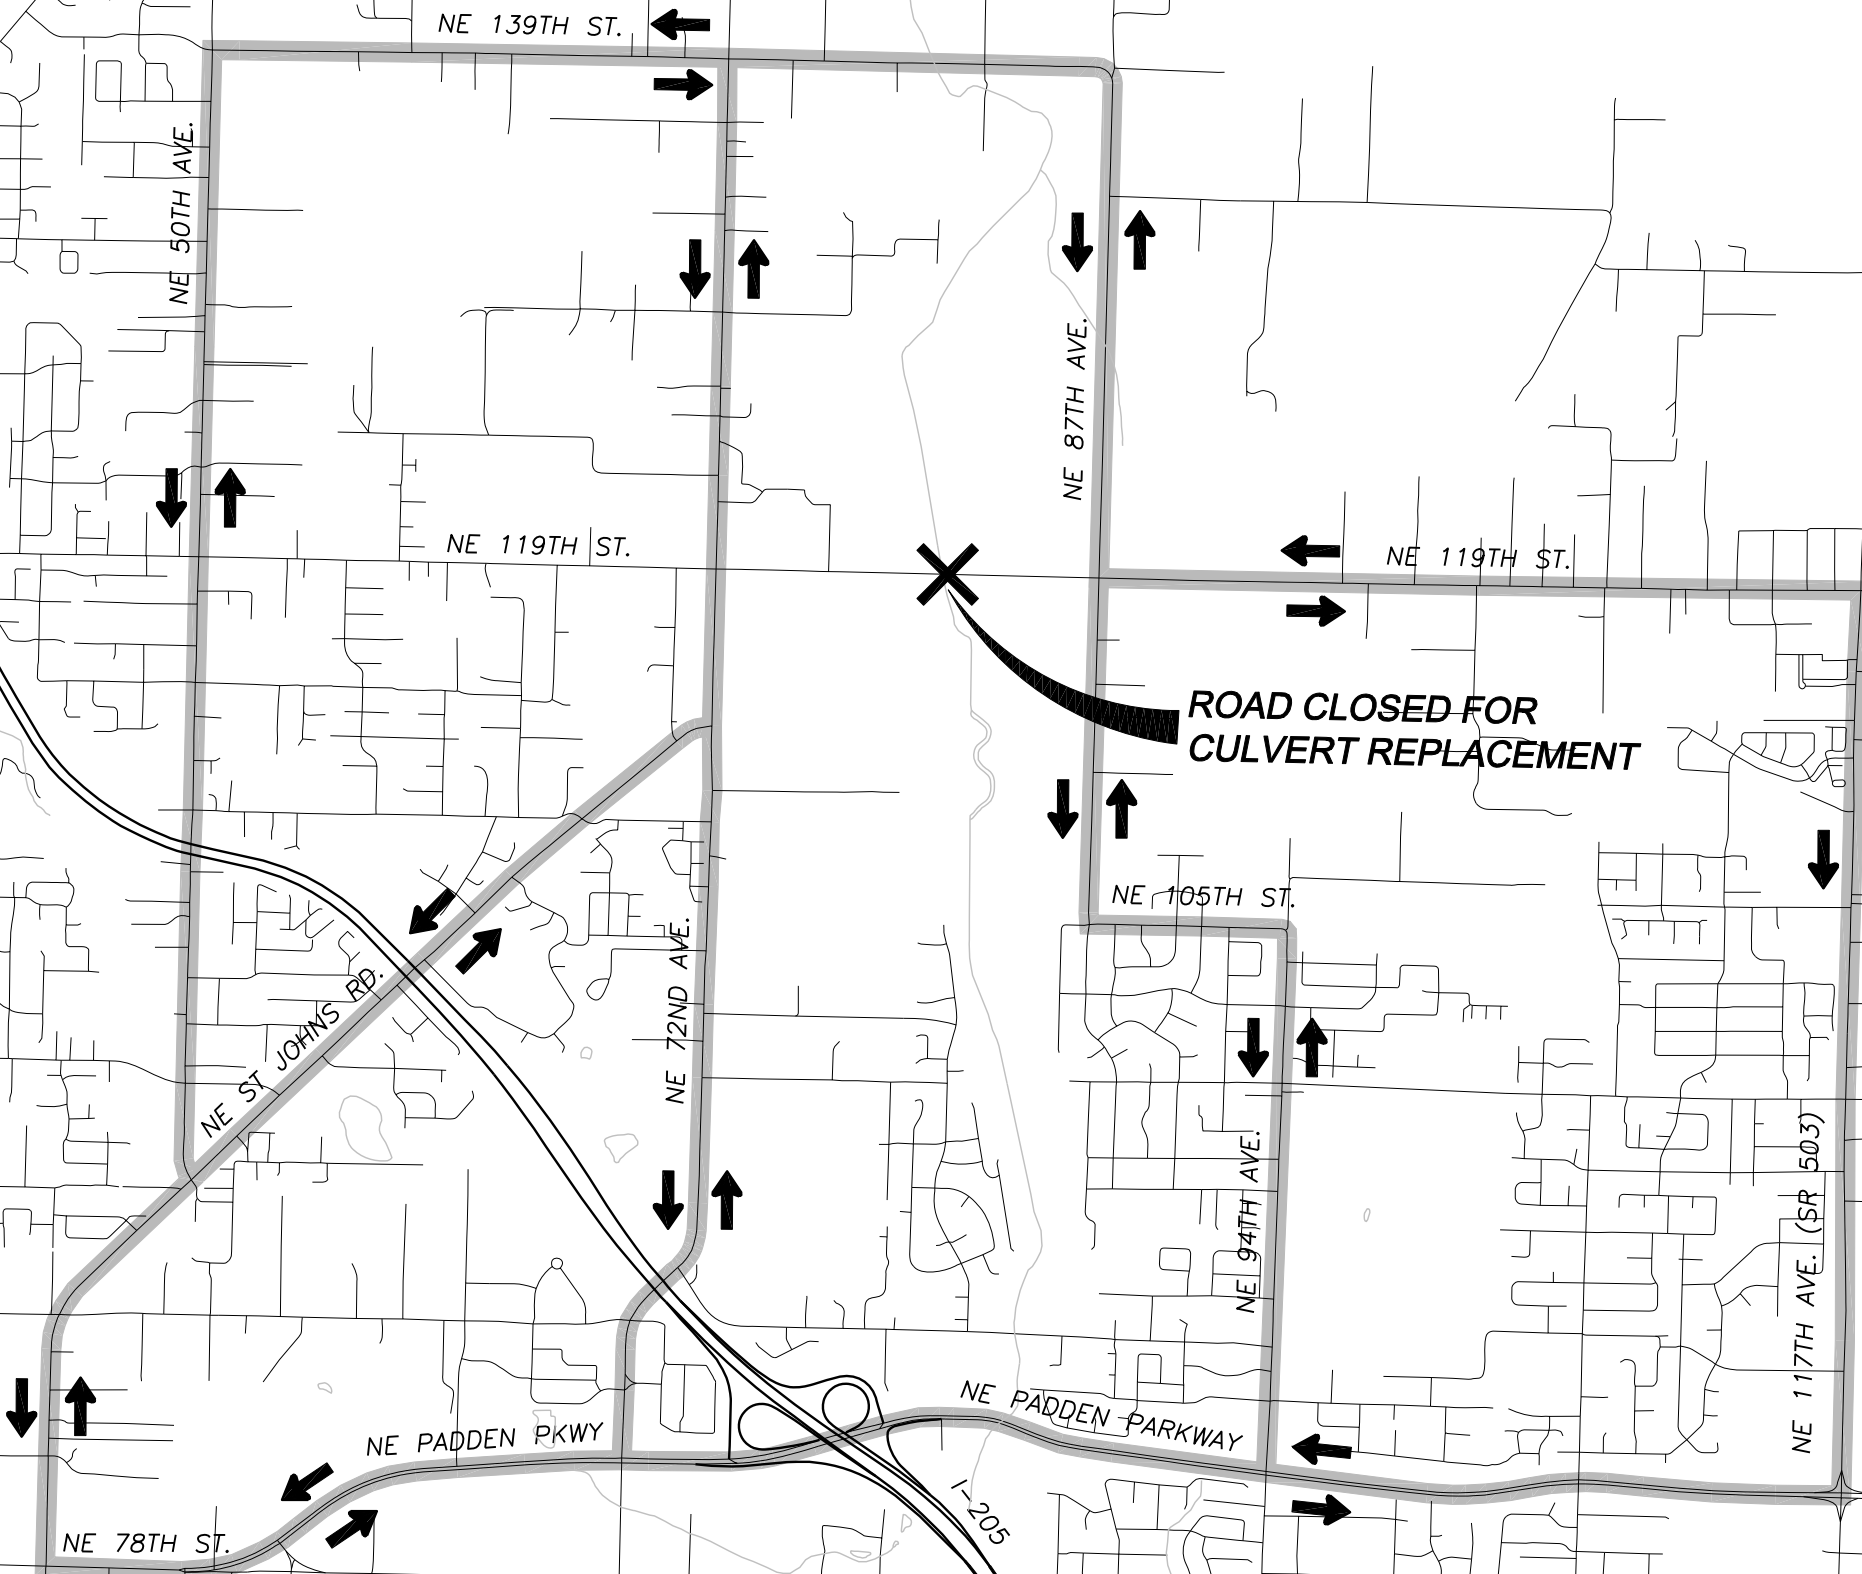 NE 139TH ST.
NE 50TH AVE.
NE 87TH AVE.
NE 119TH ST.
NE 119TH ST.
ROAD CLOSED FOR
CULVERT REPLACEMENT
NE 105TH ST.
NE 72ND AVE.
NE ST JOHNS RD.
NE 94TH AVE.
NE 117TH AVE. (SR 503)
NE PADDEN PARKWAY
NE PADDEN PKWY
I-205
NE 78TH ST.